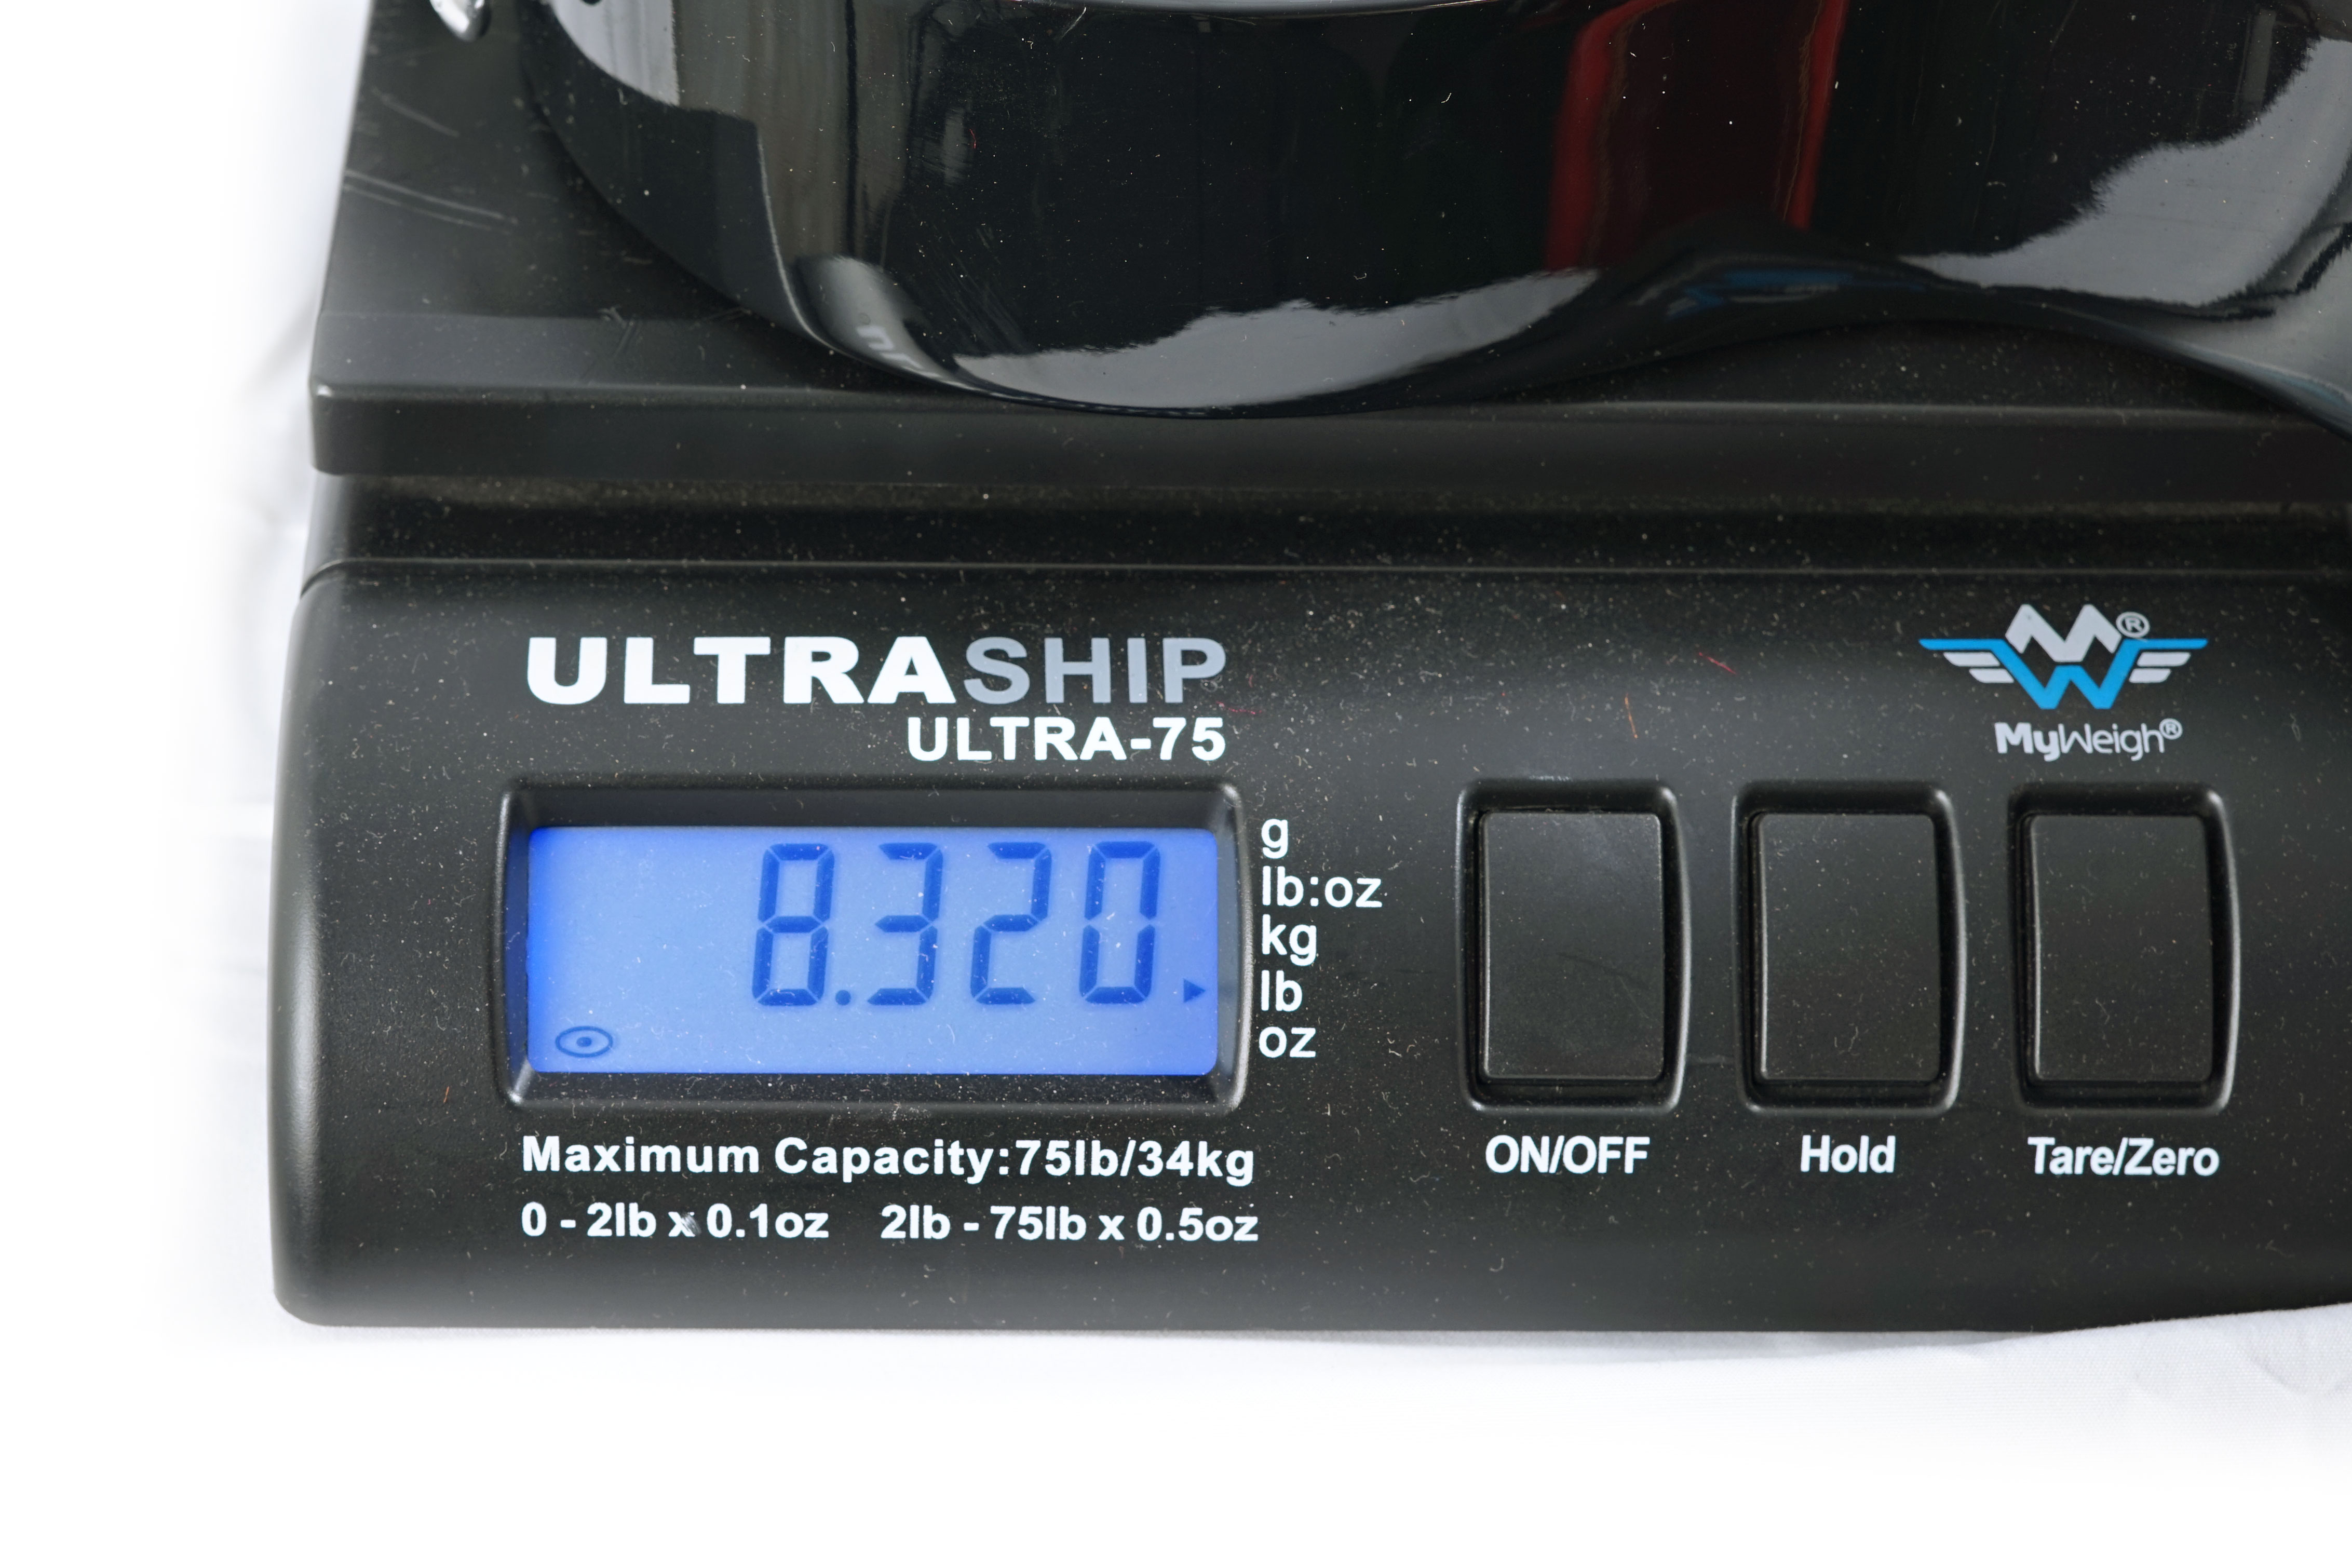 ULTRASHIP
ULTRA-75
MyWeigh®
8.320
g
lb:oz
kg
lb
oz
ON/OFF
Hold
Tare/Zero
Maximum Capacity:75lb/34kg
0 - 2lb x 0.1oz 2lb - 75lb x 0.5oz